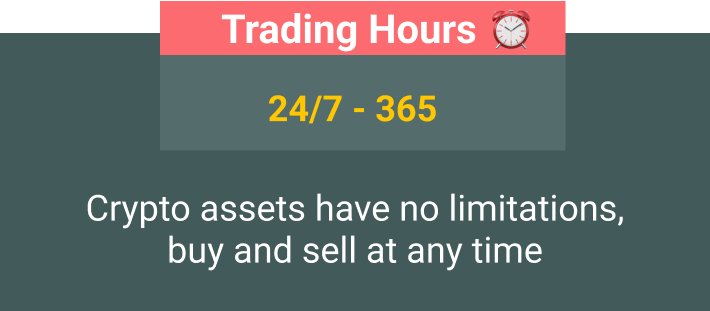 Trading Hours ⏰
24/7 - 365
Crypto assets have no limitations,
buy and sell at any time